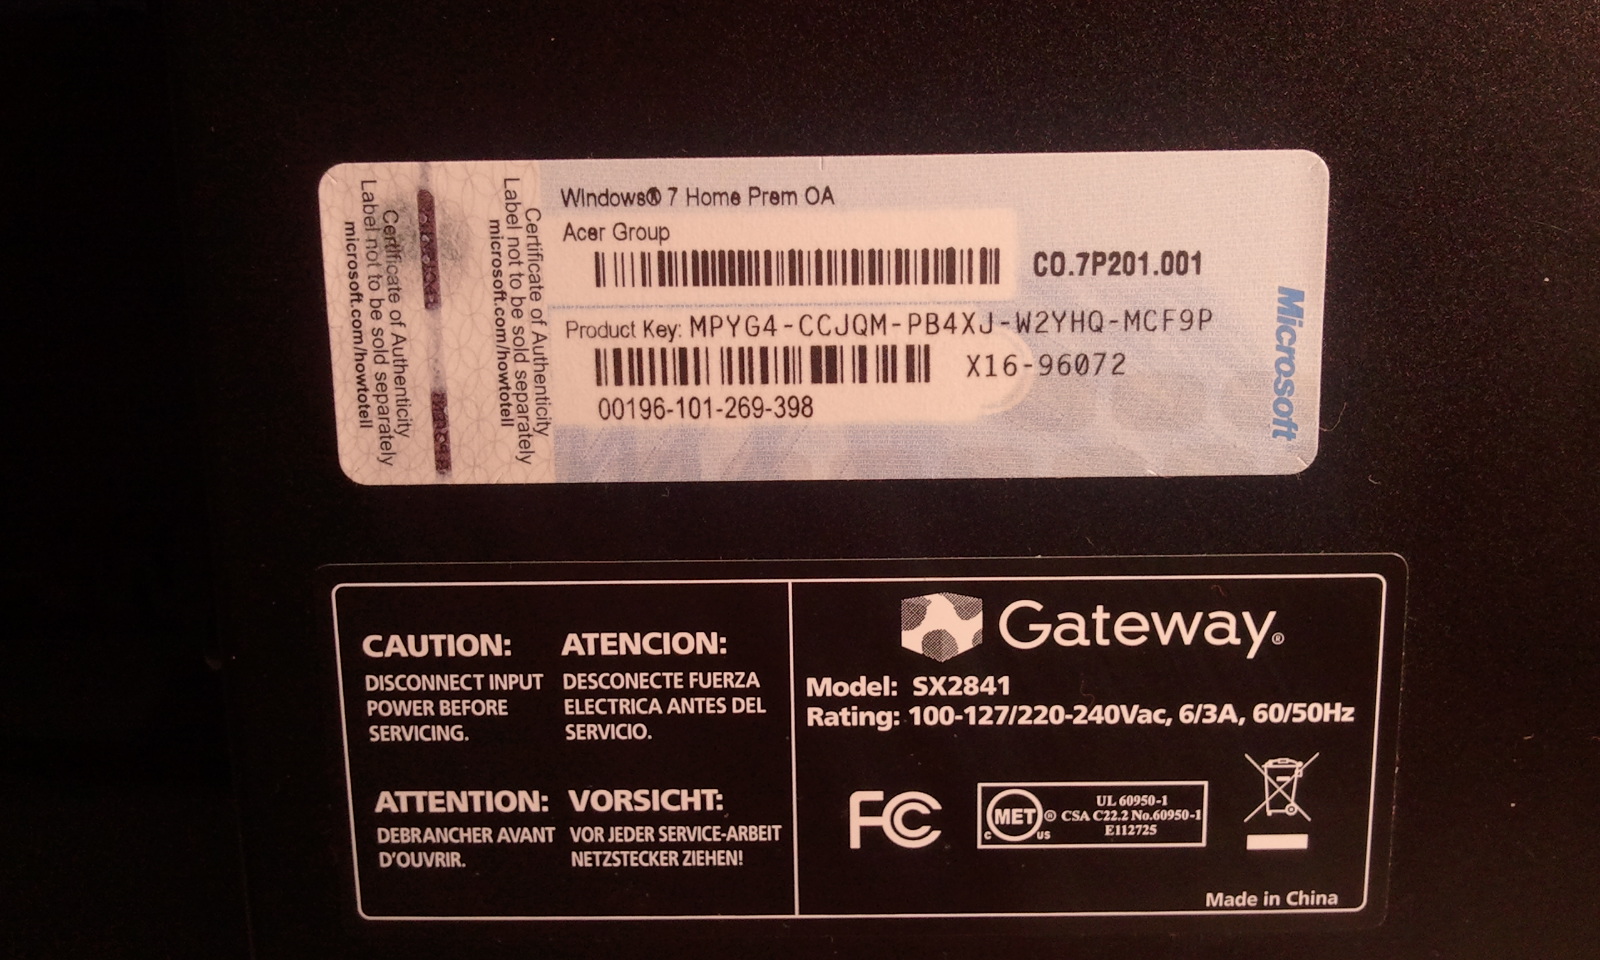 Certificate of Authenticity
Label not to be sold separately
microsoft.com/howtotell
Certificate of Authenticity
Label not to be sold separately
microsoft.com/howtotell
Windows® 7 Home Prem OA
Acer Group
CO.7P201.001
Product Key: MPYG4-CCJQM-PB4XJ-W2YHQ-MCF9P
X16-96072
00196-101-269-398
Microsoft
CAUTION:
DISCONNECT INPUT
POWER BEFORE
SERVICING.
ATENCION:
DESCONECTE FUERZA
ELECTRICA ANTES DEL
SERVICIO.
ATTENTION:
DEBRANCHER AVANT
D'OUVRIR.
VORSICHT:
VOR JEDER SERVICE-ARBEIT
NETZSTECKER ZIEHEN!
Gateway®
Model: SX2841
Rating: 100-127/220-240Vac, 6/3A, 60/50Hz
FC
c MET® US
UL 60950-1
CSA C22.2 No.60950-1
E112725
Made in China